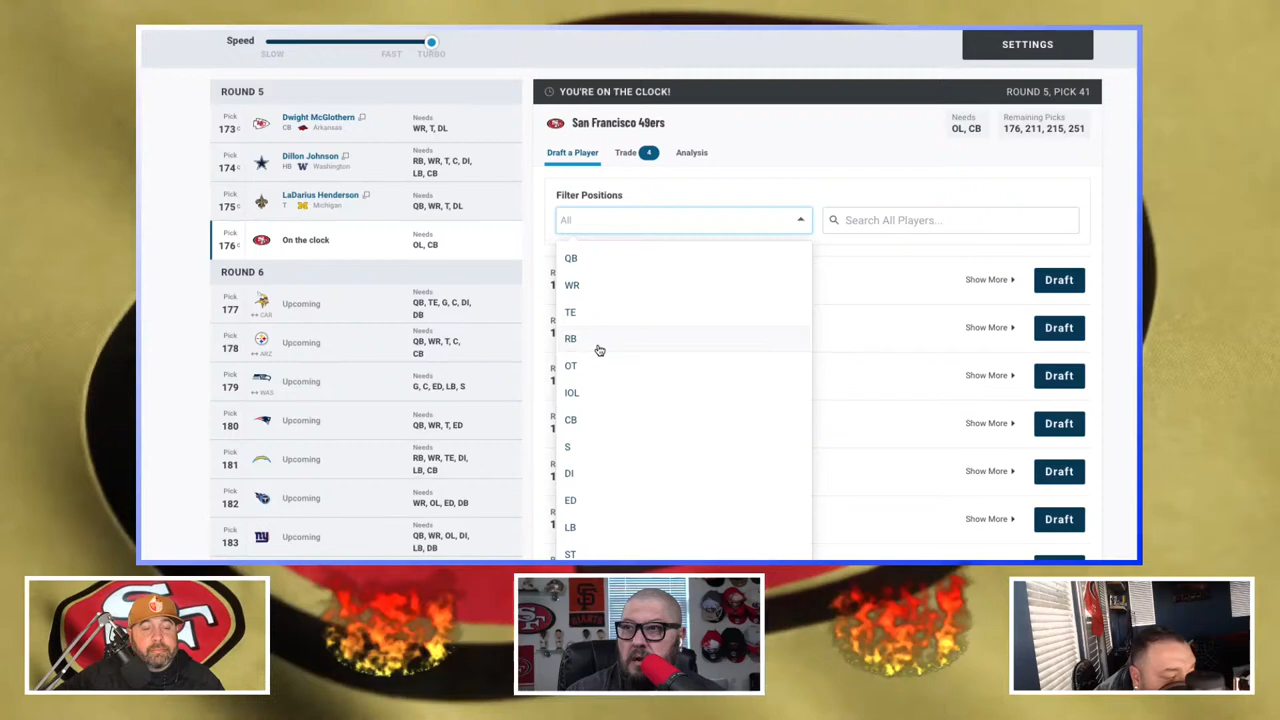 Speed
SLOW FAST TURBO
SETTINGS
ROUND 5
Pick 173 c Dwight McGlothern CB Arkansas Needs WR, T, DL
Pick 174 c Dillon Johnson HB Washington Needs RB, WR, T, C, DI, LB, CB
Pick 175 c LaDarius Henderson T Michigan Needs QB, WR, T, DL
Pick 176 c On the clock Needs OL, CB
ROUND 6
Pick 177 ↔ CAR Upcoming Needs QB, TE, G, C, DI, DB
Pick 178 ↔ ARZ Upcoming Needs QB, WR, T, C, CB
Pick 179 ↔ WAS Upcoming Needs G, C, ED, LB, S
Pick 180 Upcoming Needs QB, WR, T, ED
Pick 181 Upcoming Needs RB, WR, TE, DI, LB, CB
Pick 182 Upcoming Needs WR, OL, ED, DB
Pick 183 Upcoming Needs QB, WR, OL, DI, LB, DB
YOU'RE ON THE CLOCK! ROUND 5, PICK 41
San Francisco 49ers
Needs OL, CB
Remaining Picks 176, 211, 215, 251
Draft a Player Trade 4 Analysis
Filter Positions
All Search All Players...
QB
WR
TE
RB
OT
IOL
CB
S
DI
ED
LB
ST
Show More Draft
Show More Draft
Show More Draft
Show More Draft
Show More Draft
Show More Draft
SF
GIANTS